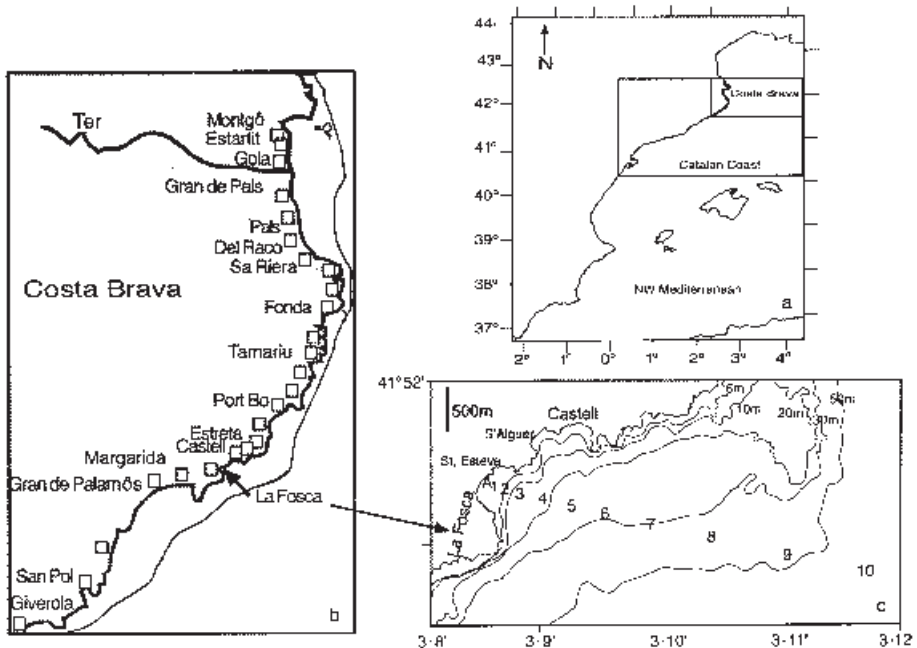 Ter
Montgó
Estartit
Gola
Gran de Pals
Pals
Del Raco
Sa Riera
Costa Brava
Fonda
Tamariu
Port Bo
Estreta
Castell
Margarida
Gran de Palamós
La Fosca
San Pol
Giverola
b
44°
43°
42°
41°
40°
39°
38°
37°
N
Costa Brava
Catalan Coast
NW Mediterranean
a
2° 1° 0° 1° 2° 3° 4°
E
41°52'
500m
Castell
S'Alguer
St. Esteve
La Fosca
5m
10m
20m
30m
50m
A 1 2 3 4 5 6 7 8 9 10
c
3·8' 3·9' 3·10' 3·11' 3·12'